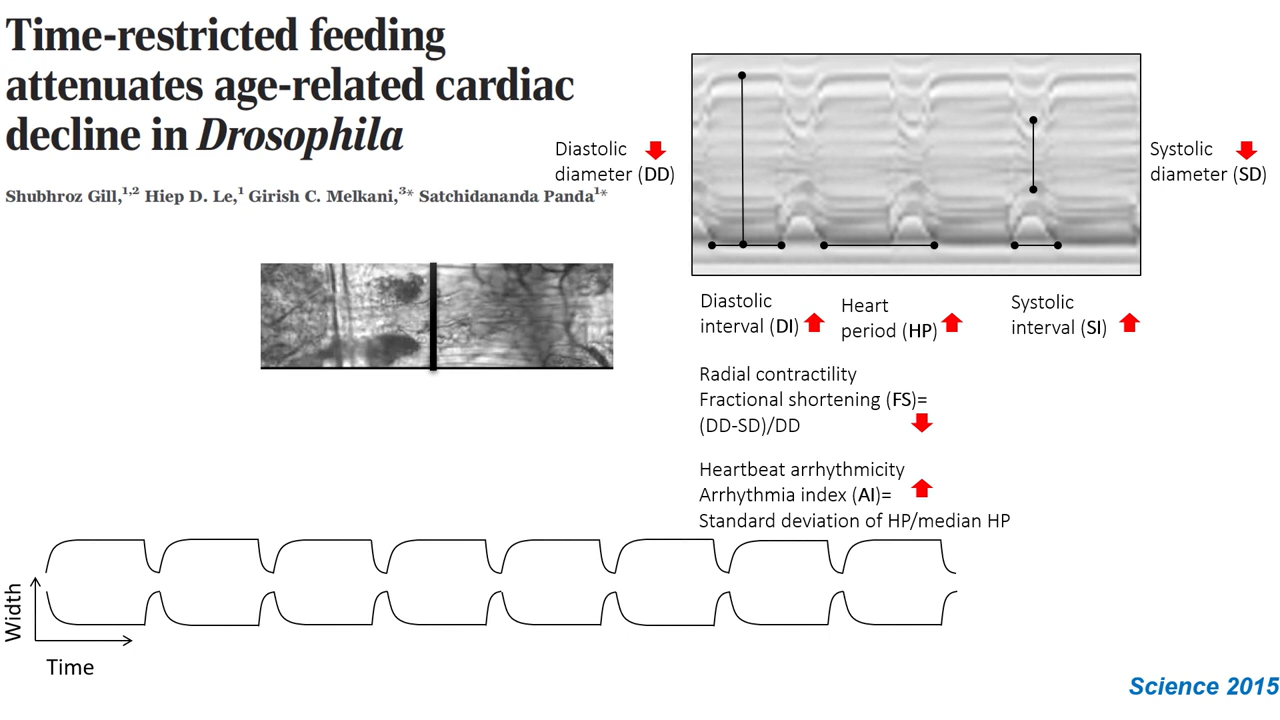 Time-restricted feeding
attenuates age-related cardiac
decline in Drosophila
Shubhroz Gill,1,2 Hiep D. Le,1 Girish C. Melkani,3* Satchidananda Panda1*
Diastolic
diameter (DD)
Systolic
diameter (SD)
Diastolic
interval (DI)
Heart
period (HP)
Systolic
interval (SI)
Radial contractility
Fractional shortening (FS)=
(DD-SD)/DD
Heartbeat arrhythmicity
Arrhythmia index (AI)=
Standard deviation of HP/median HP
Width
Time
Science 2015